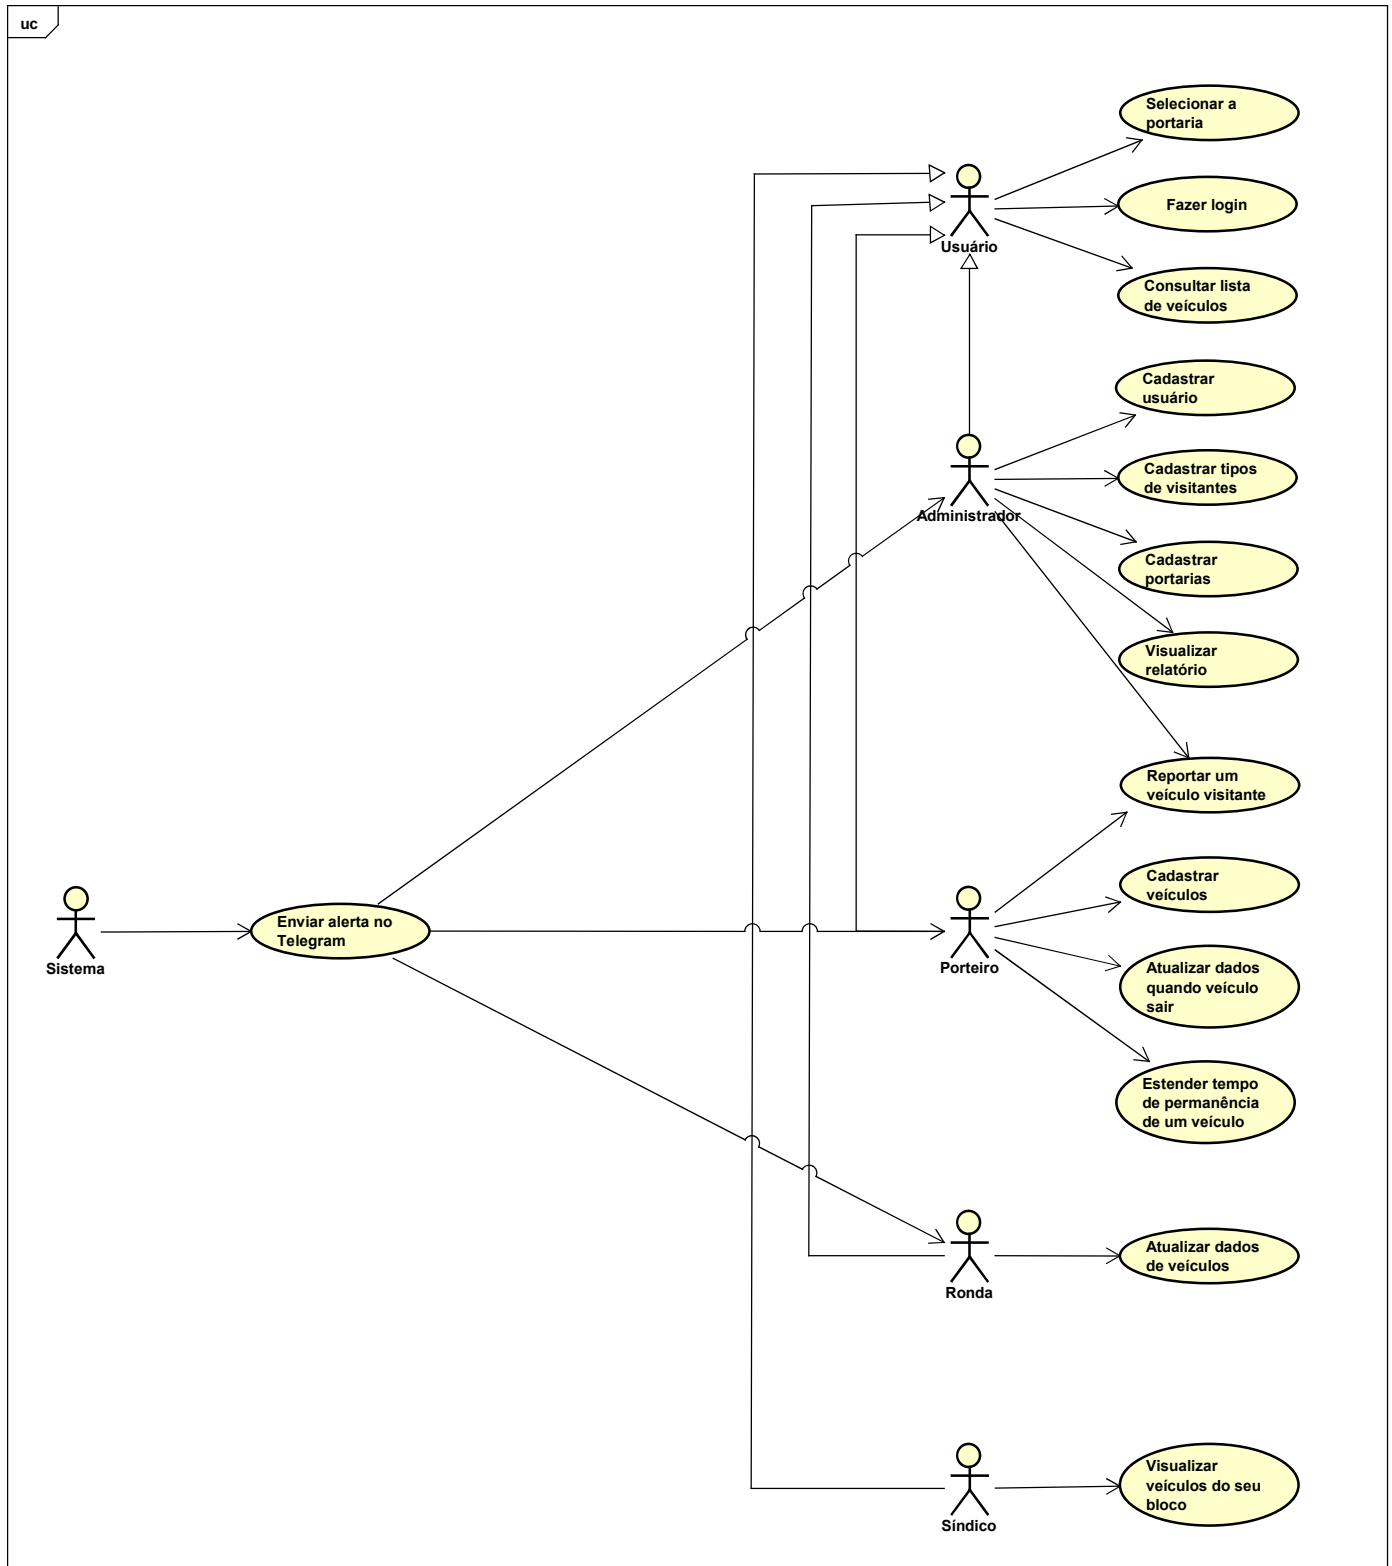 uc
Selecionar a
portaria
Fazer login
Usuário
Consultar lista
de veículos
Cadastrar
usuário
Cadastrar tipos
de visitantes
Administrador
Cadastrar
portarias
Visualizar
relatório
Reportar um
veículo visitante
Cadastrar
veículos
Enviar alerta no
Telegram
Sistema
Porteiro
Atualizar dados
quando veículo
sair
Estender tempo
de permanência
de um veículo
Atualizar dados
de veículos
Ronda
Visualizar
veículos do seu
bloco
Síndico